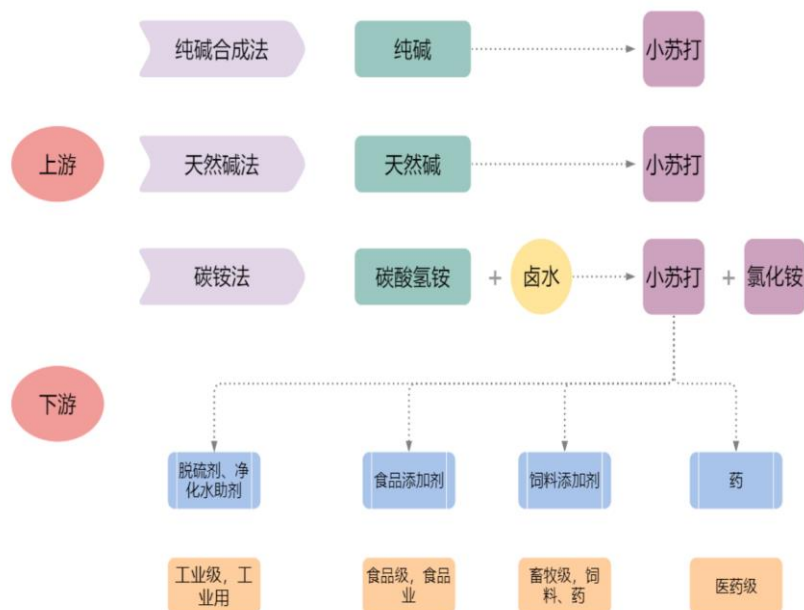 纯碱合成法
纯碱
小苏打
上游
天然碱法
天然碱
小苏打
碳铵法
碳酸氢铵
+
卤水
小苏打
+
氯化铵
下游
脱硫剂、净
化水助剂
食品添加剂
饲料添加剂
药
工业级，工
业用
食品级，食品
业
畜牧级，饲
料、药
医药级